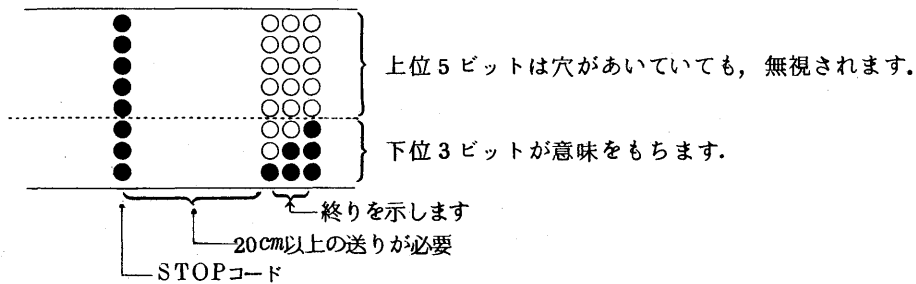 上位5ビットは穴があいていても，無視されます．
下位3ビットが意味をもちます．
終りを示します
20cm以上の送りが必要
STOPコード